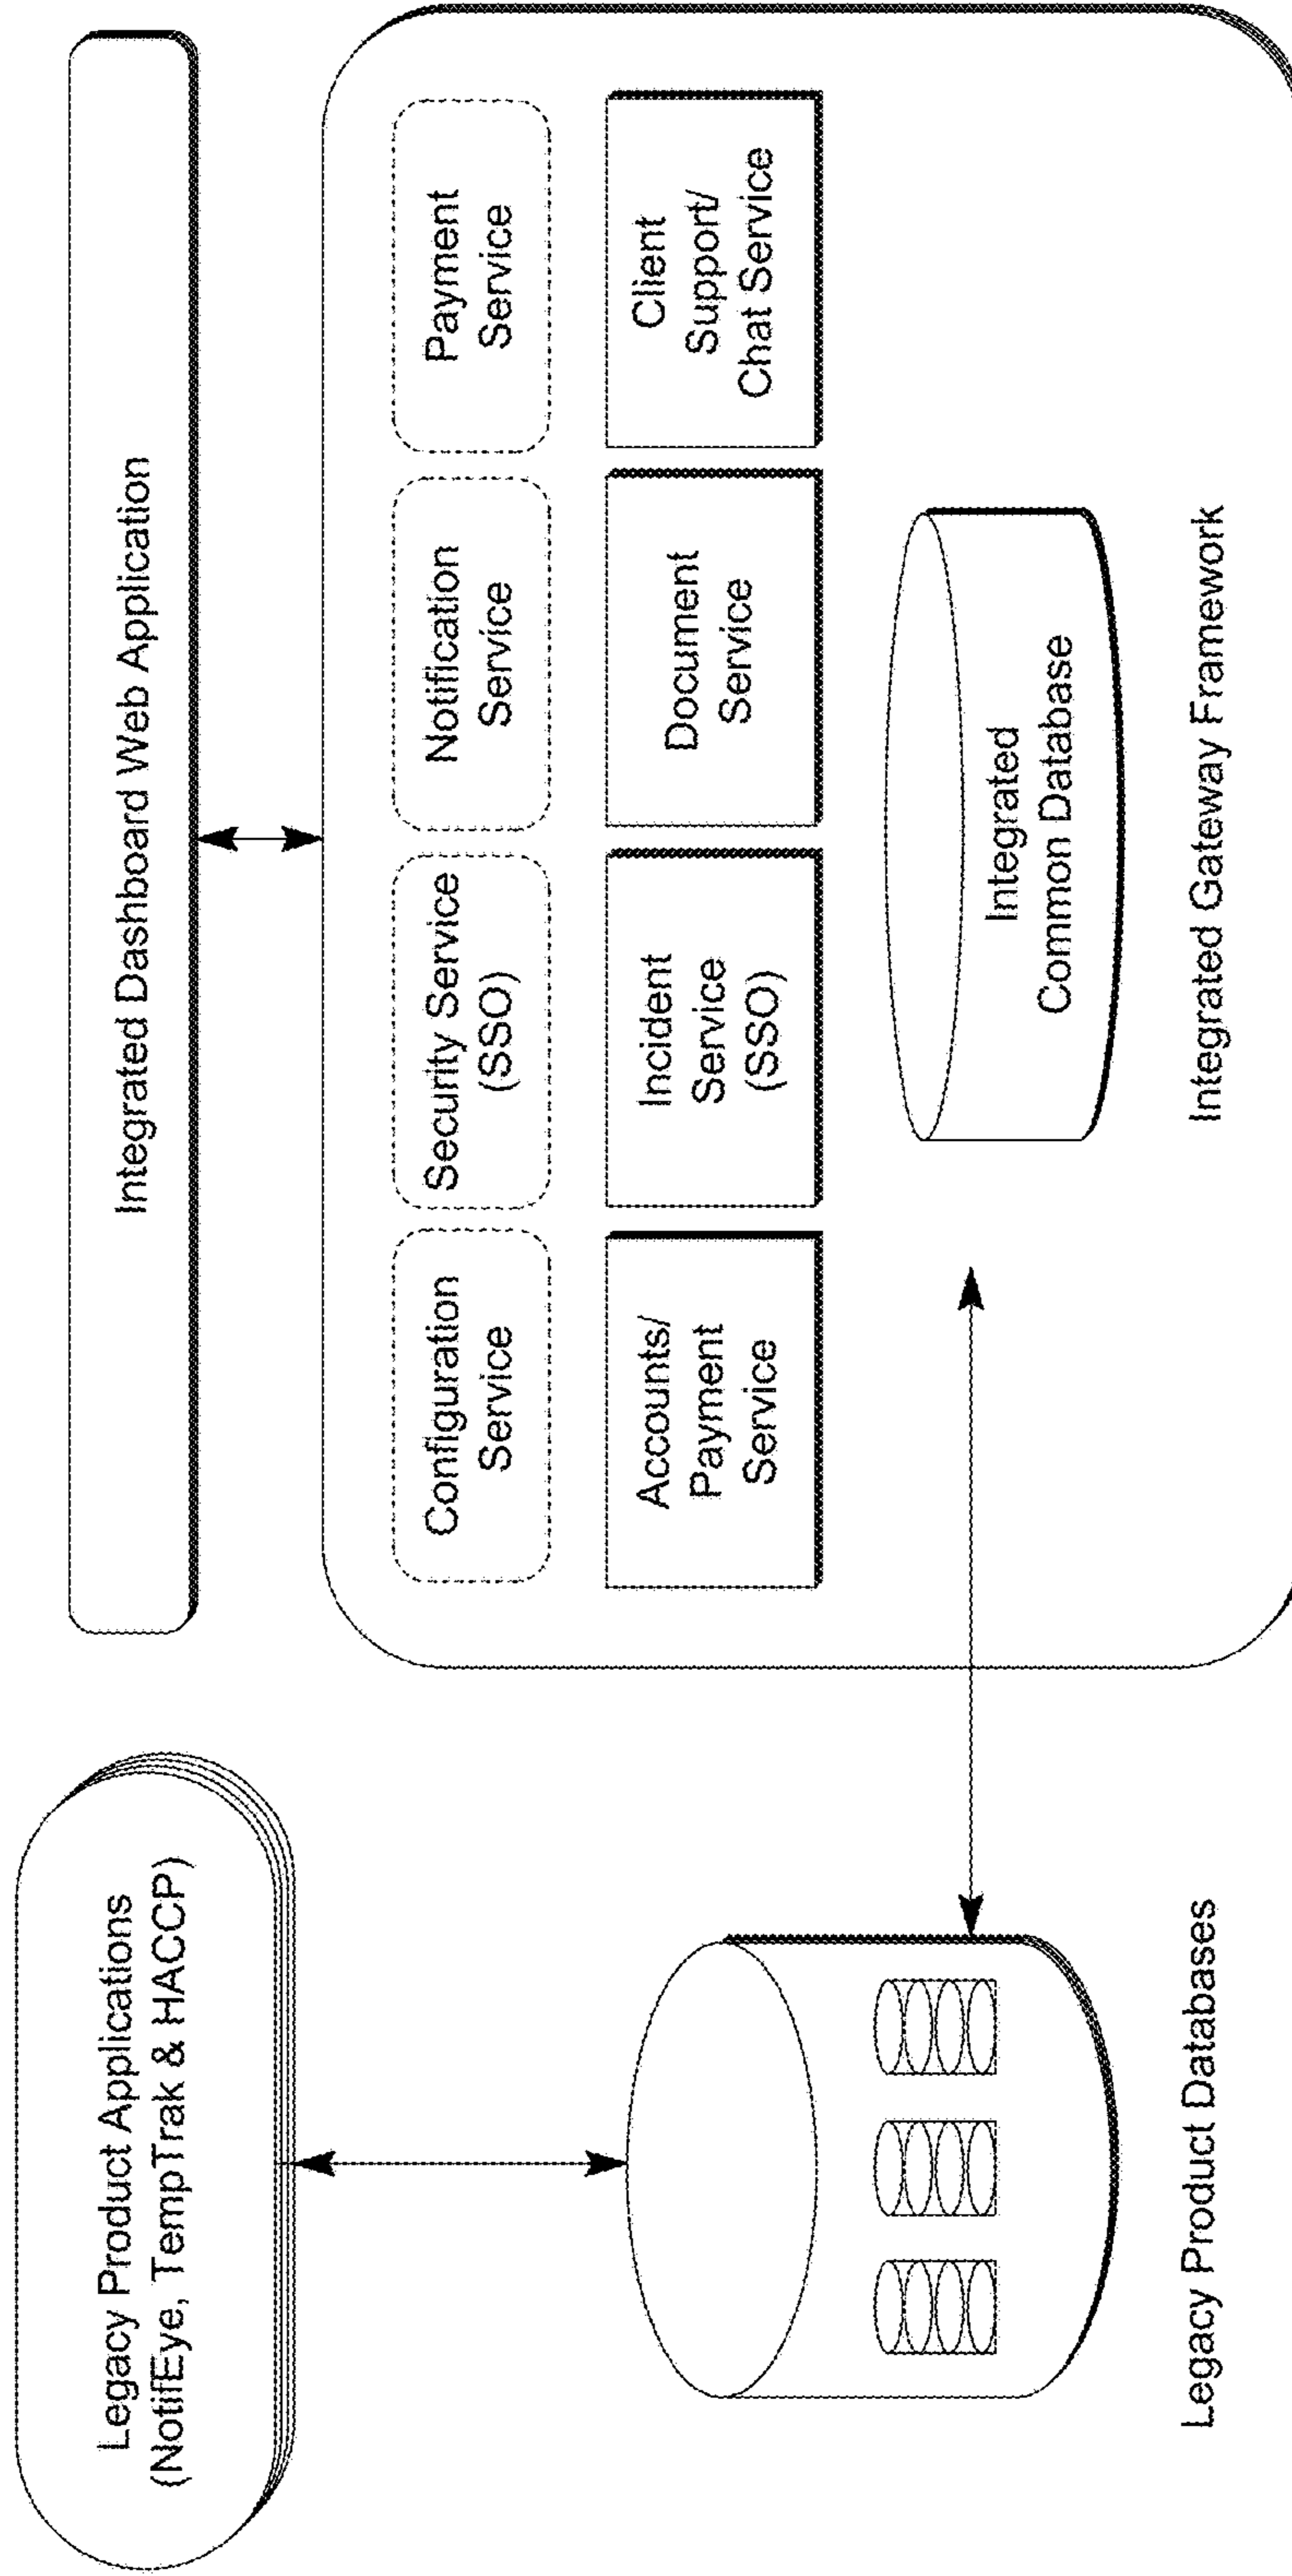 Legacy Product Applications
(NotifEye, TempTrak & HACCP)
Integrated Dashboard Web Application
Configuration
Service
Security Service
(SSO)
Notification
Service
Payment
Service
Accounts/
Payment
Service
Incident
Service
(SSO)
Document
Service
Client
Support/
Chat Service
Integrated
Common Database
Legacy Product Databases
Integrated Gateway Framework